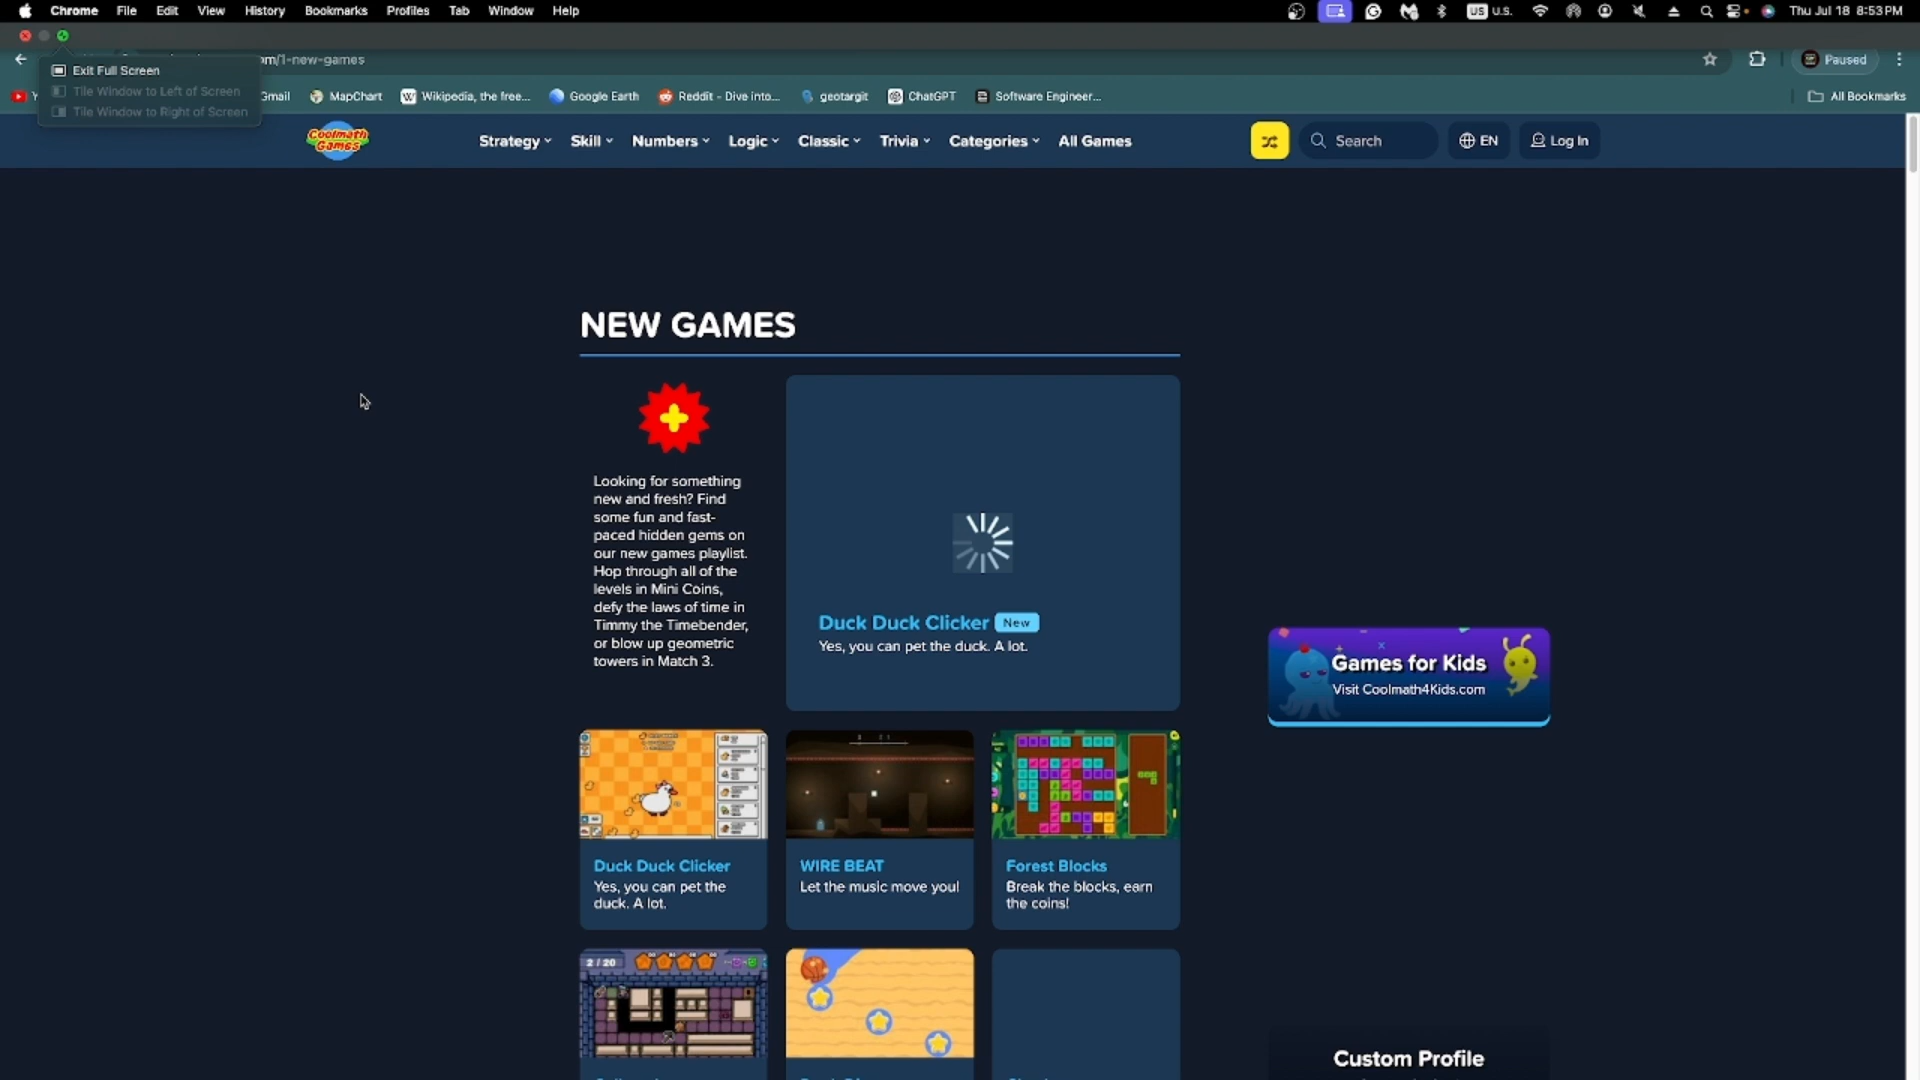 Chrome File Edit View History Bookmarks Profiles Tab Window Help
US U.S. Thu Jul 18 8:53 PM
Exit Full Screen
Tile Window to Left of Screen
Tile Window to Right of Screen
om/1-new-games
Paused
Gmail MapChart Wikipedia, the free... Google Earth Reddit - Dive into... geotargit ChatGPT Software Engineer... All Bookmarks
Coolmath
Games
Strategy Skill Numbers Logic Classic Trivia Categories All Games Search EN Log In
NEW GAMES
Looking for something
new and fresh? Find
some fun and fast-
paced hidden gems on
our new games playlist.
Hop through all of the
levels in Mini Coins,
defy the laws of time in
Timmy the Timebender,
or blow up geometric
towers in Match 3.
Duck Duck Clicker New
Yes, you can pet the duck. A lot.
Games for Kids
Visit Coolmath4Kids.com
Duck Duck Clicker
Yes, you can pet the
duck. A lot.
WIRE BEAT
Let the music move you!
Forest Blocks
Break the blocks, earn
the coins!
2 / 20
Custom Profile